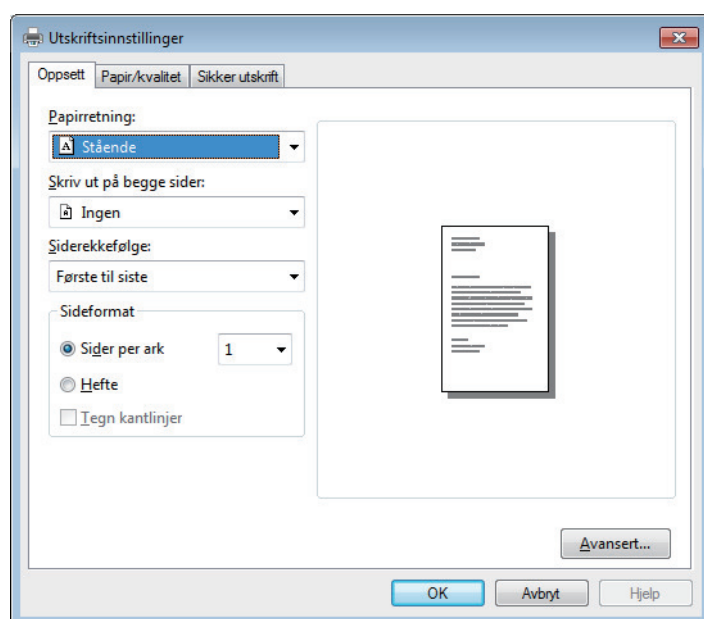 Utskriftsinnstillinger
Oppsett Papir/kvalitet Sikker utskrift
Papirretning:
A Stående
Skriv ut på begge sider:
Ingen
Siderekkefølge:
Første til siste
Sideformat
Sider per ark 1
Hefte
Tegn kantlinjer
Avansert...
OK Avbryt Hjelp